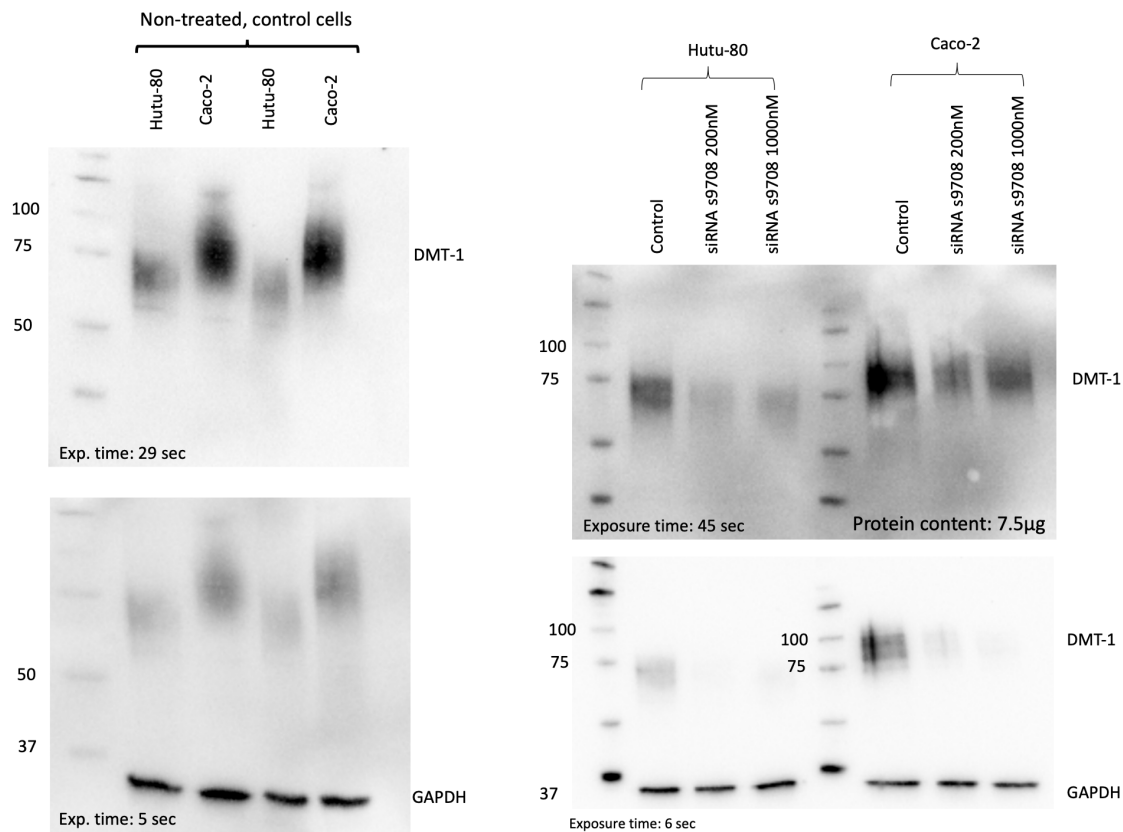 Non-treated, control cells
Hutu-80
Caco-2
Hutu-80
Caco-2
100
75
50
DMT-1
Exp. time: 29 sec
50
37
GAPDH
Exp. time: 5 sec
Hutu-80
Caco-2
Control
siRNA s9708 200nM
siRNA s9708 1000nM
Control
siRNA s9708 200nM
siRNA s9708 1000nM
100
75
DMT-1
Exposure time: 45 sec
Protein content: 7.5µg
100
75
100
75
DMT-1
37
GAPDH
Exposure time: 6 sec